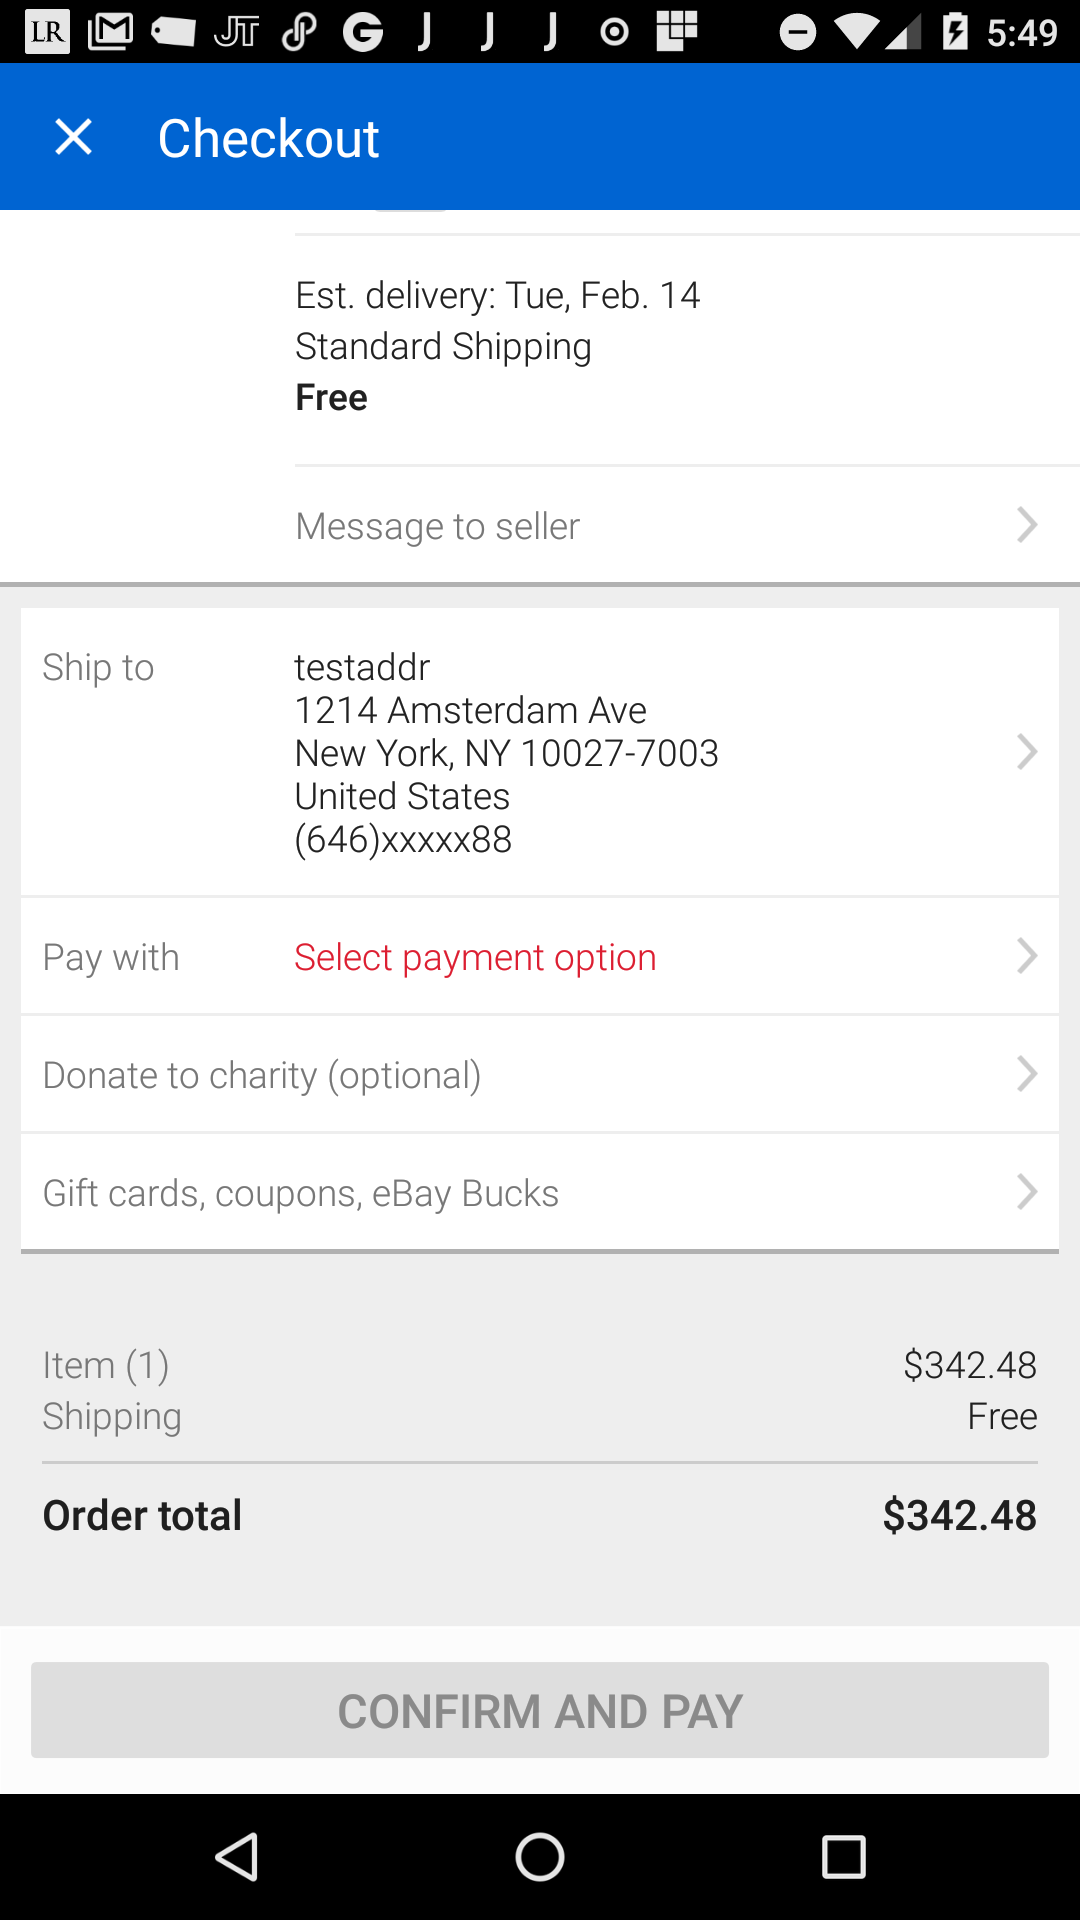 LR M JT G J J J 5:49
Checkout
Est. delivery: Tue, Feb. 14
Standard Shipping
Free
Message to seller
Ship to testaddr
1214 Amsterdam Ave
New York, NY 10027-7003
United States
(646)xxxxx88
Pay with Select payment option
Donate to charity (optional)
Gift cards, coupons, eBay Bucks
Item (1) $342.48
Shipping Free
Order total $342.48
CONFIRM AND PAY